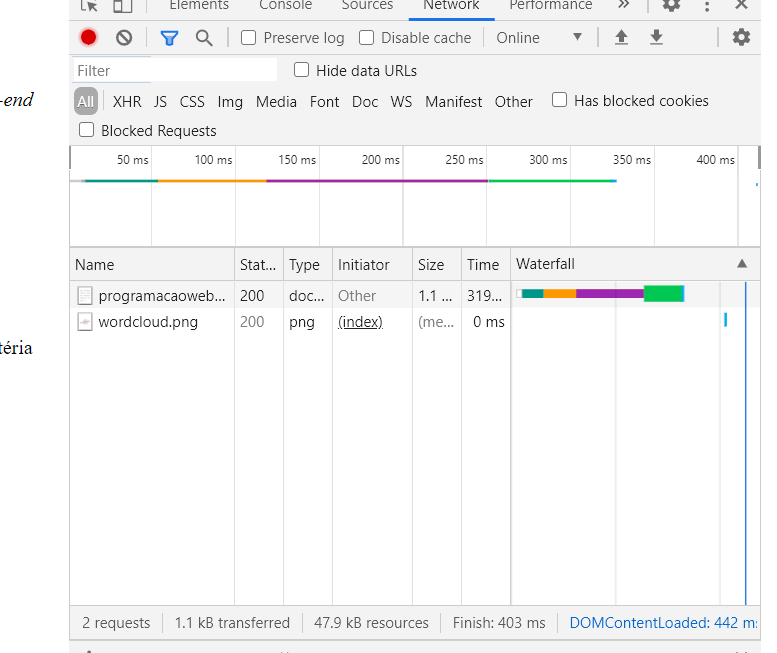 Elements Console Sources Network Performance »
Preserve log Disable cache Online
-end
Filter Hide data URLs
All XHR JS CSS Img Media Font Doc WS Manifest Other Has blocked cookies
Blocked Requests
50 ms 100 ms 150 ms 200 ms 250 ms 300 ms 350 ms 400 ms
Name Stat... Type Initiator Size Time Waterfall
programacaoweb... 200 doc... Other 1.1 ... 319...
wordcloud.png 200 png (index) (me... 0 ms
téria
2 requests 1.1 kB transferred 47.9 kB resources Finish: 403 ms DOMContentLoaded: 442 ms